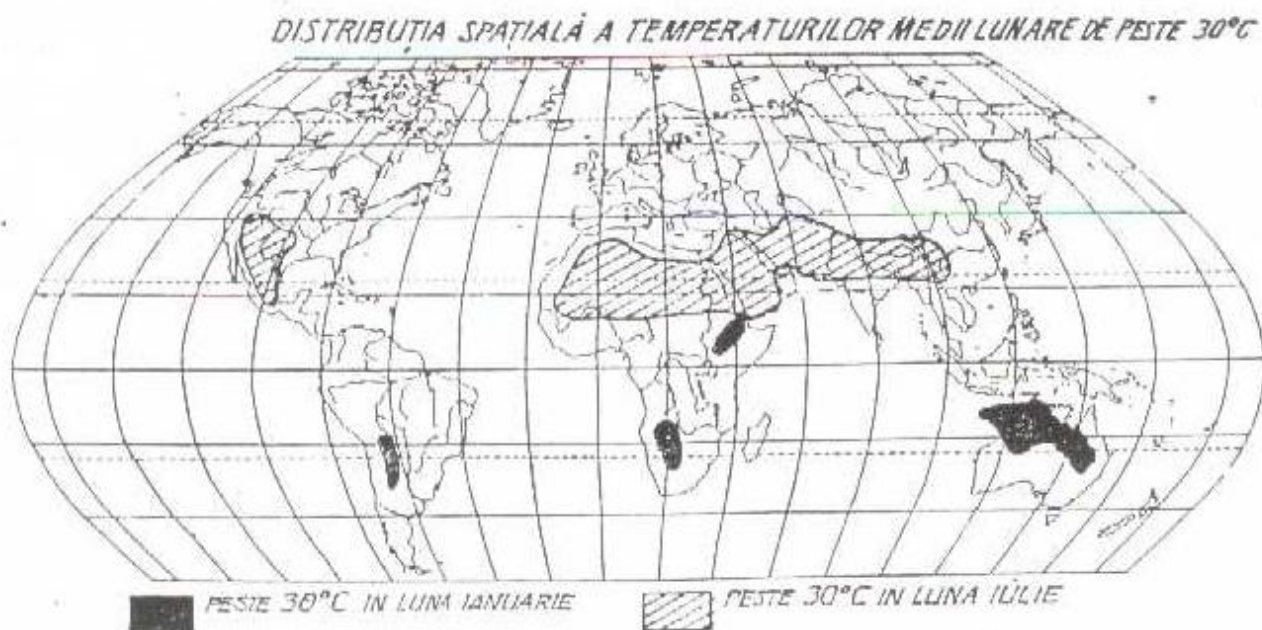 DISTRIBUȚIA SPAȚIALĂ A TEMPERATURILOR MEDII LUNARE DE PESTE 30°C
PESTE 30°C IN LUNA IANUARIE
PESTE 30°C IN LUNA IULIE